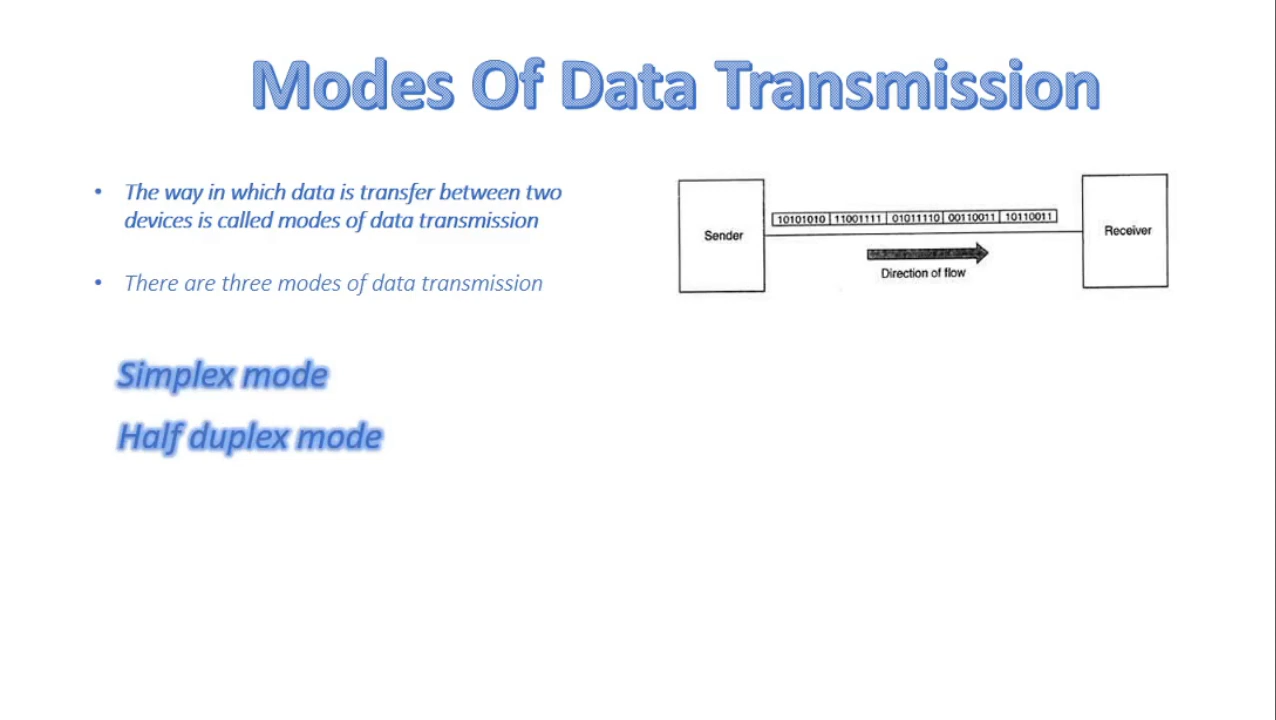 Modes Of Data Transmission
• The way in which data is transfer between two
devices is called modes of data transmission
• There are three modes of data transmission
Simplex mode
Half duplex mode
Sender
10101010 11001111 01011110 00110011 10110011
Direction of flow
Receiver